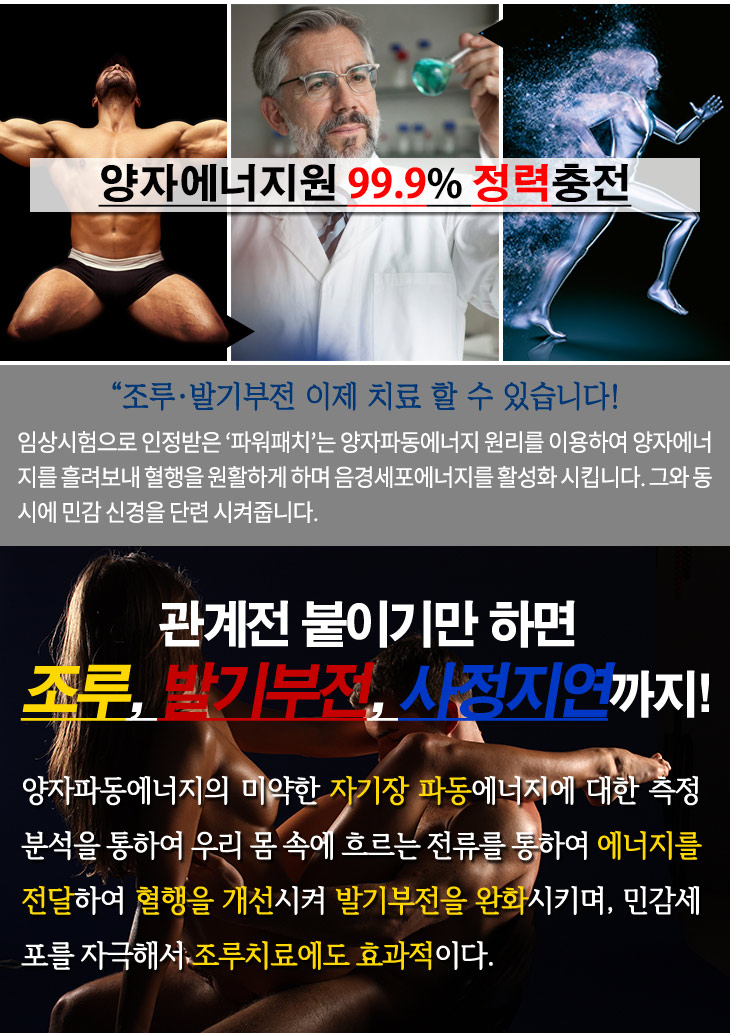 양자에너지원 99.9% 정력충전
“조루·발기부전 이제 치료 할 수 있습니다!
임상시험으로 인정받은 ‘파워패치’는 양자파동에너지 원리를 이용하여 양자에너
지를 흘려보내 혈행을 원활하게 하며 음경세포에너지를 활성화 시킵니다. 그와 동
시에 민감 신경을 단련 시켜줍니다.
관계전 붙이기만 하면
조루, 발기부전, 사정지연까지!
양자파동에너지의 미약한 자기장 파동에너지에 대한 측정
분석을 통하여 우리 몸 속에 흐르는 전류를 통하여 에너지를
전달하여 혈행을 개선시켜 발기부전을 완화시키며, 민감세
포를 자극해서 조루치료에도 효과적이다.